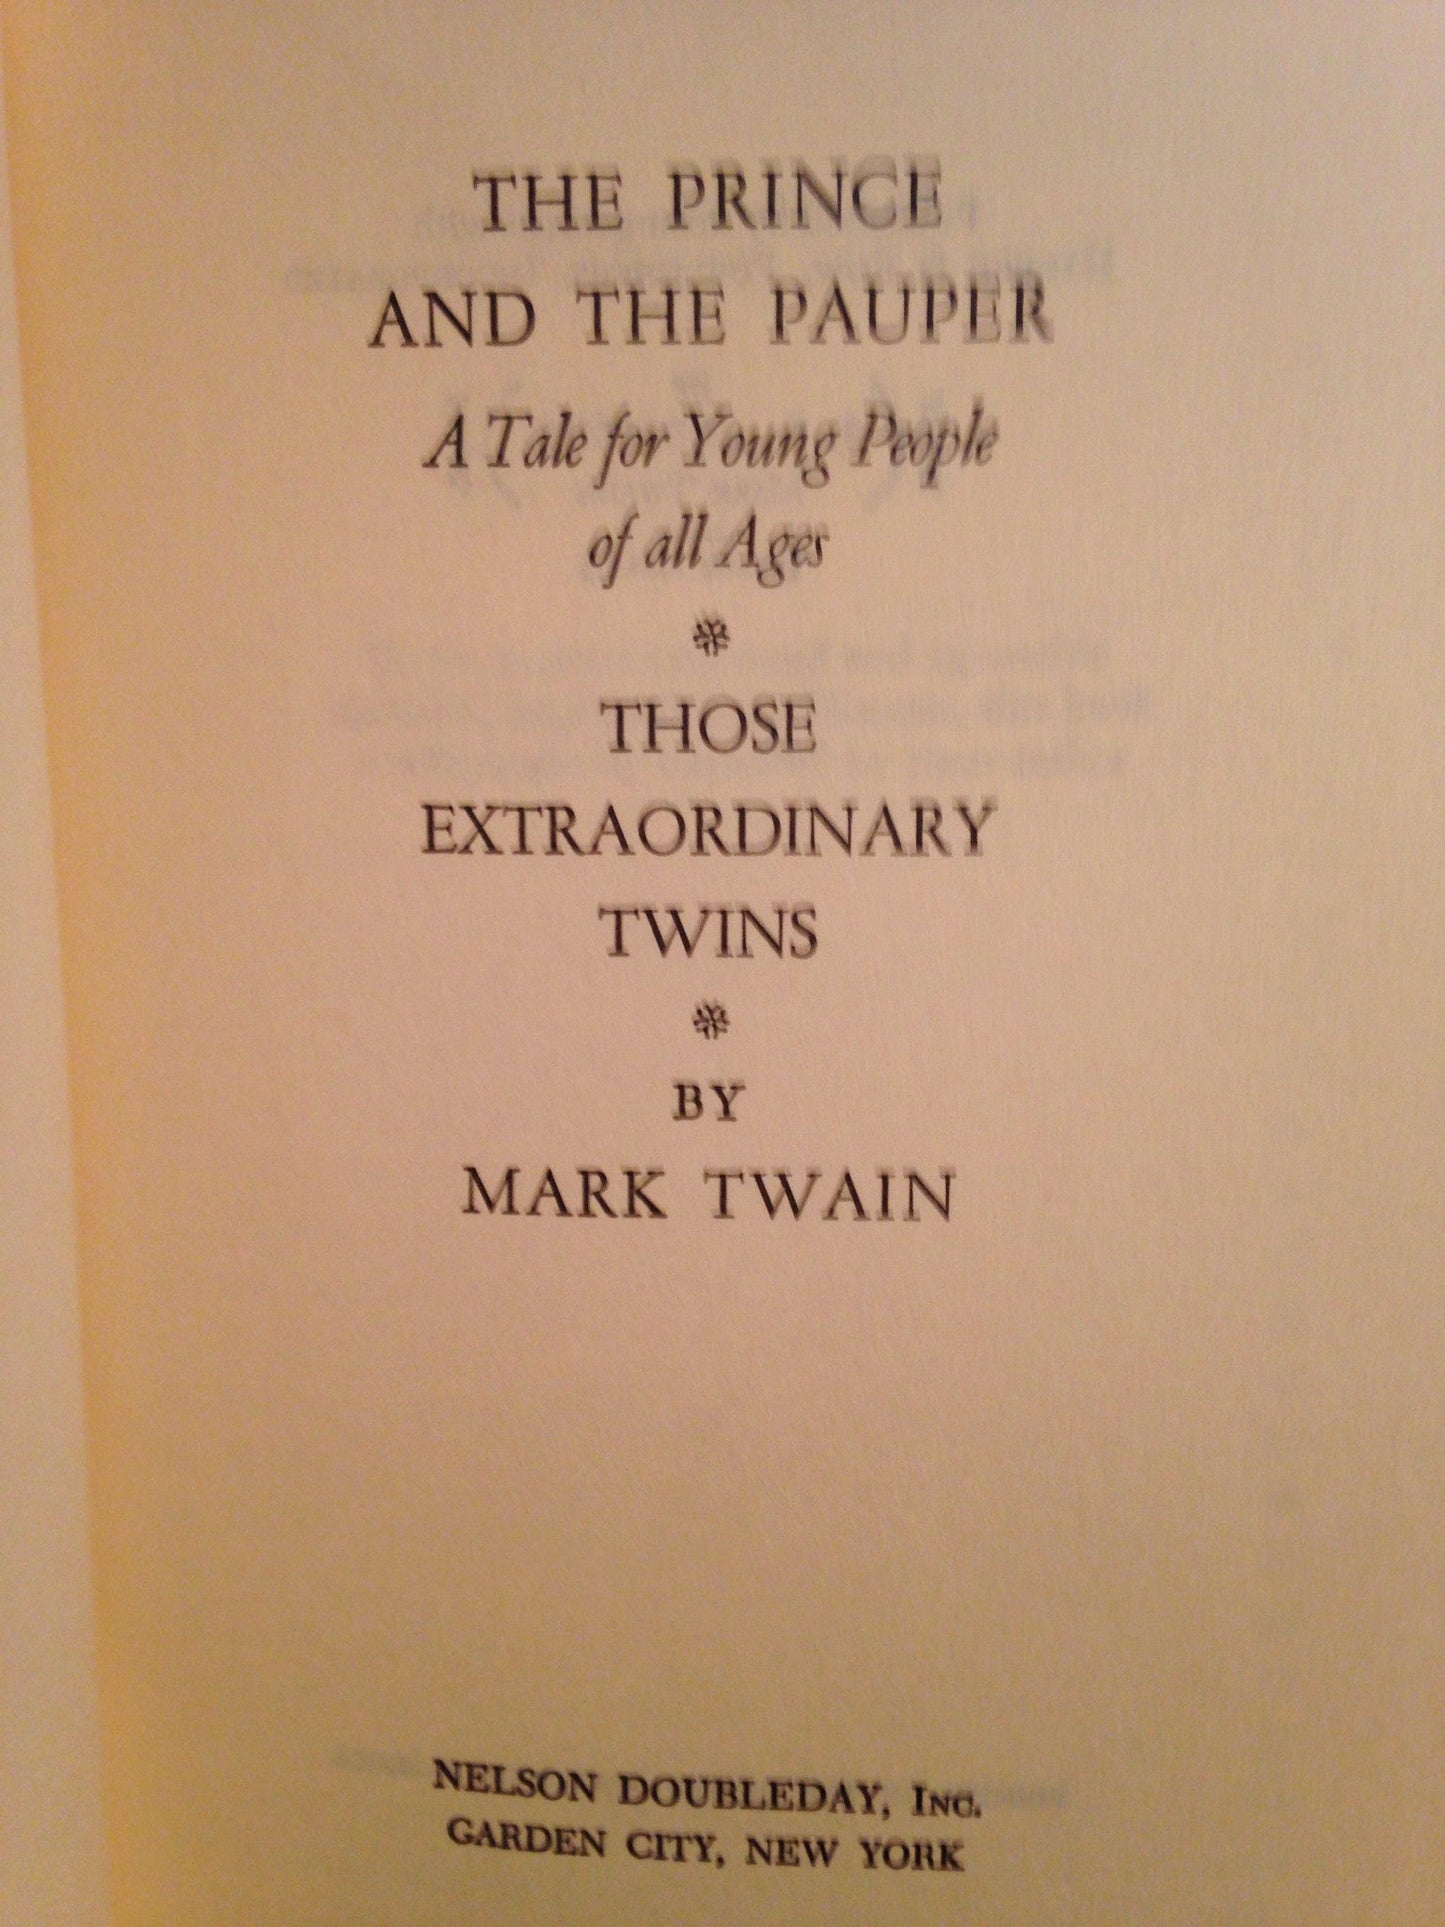 THE PRINCE
AND THE PAUPER
A Tale for Young People
of all Ages
THOSE
EXTRAORDINARY
TWINS
BY
MARK TWAIN
NELSON DOUBLEDAY, INC.
GARDEN CITY, NEW YORK